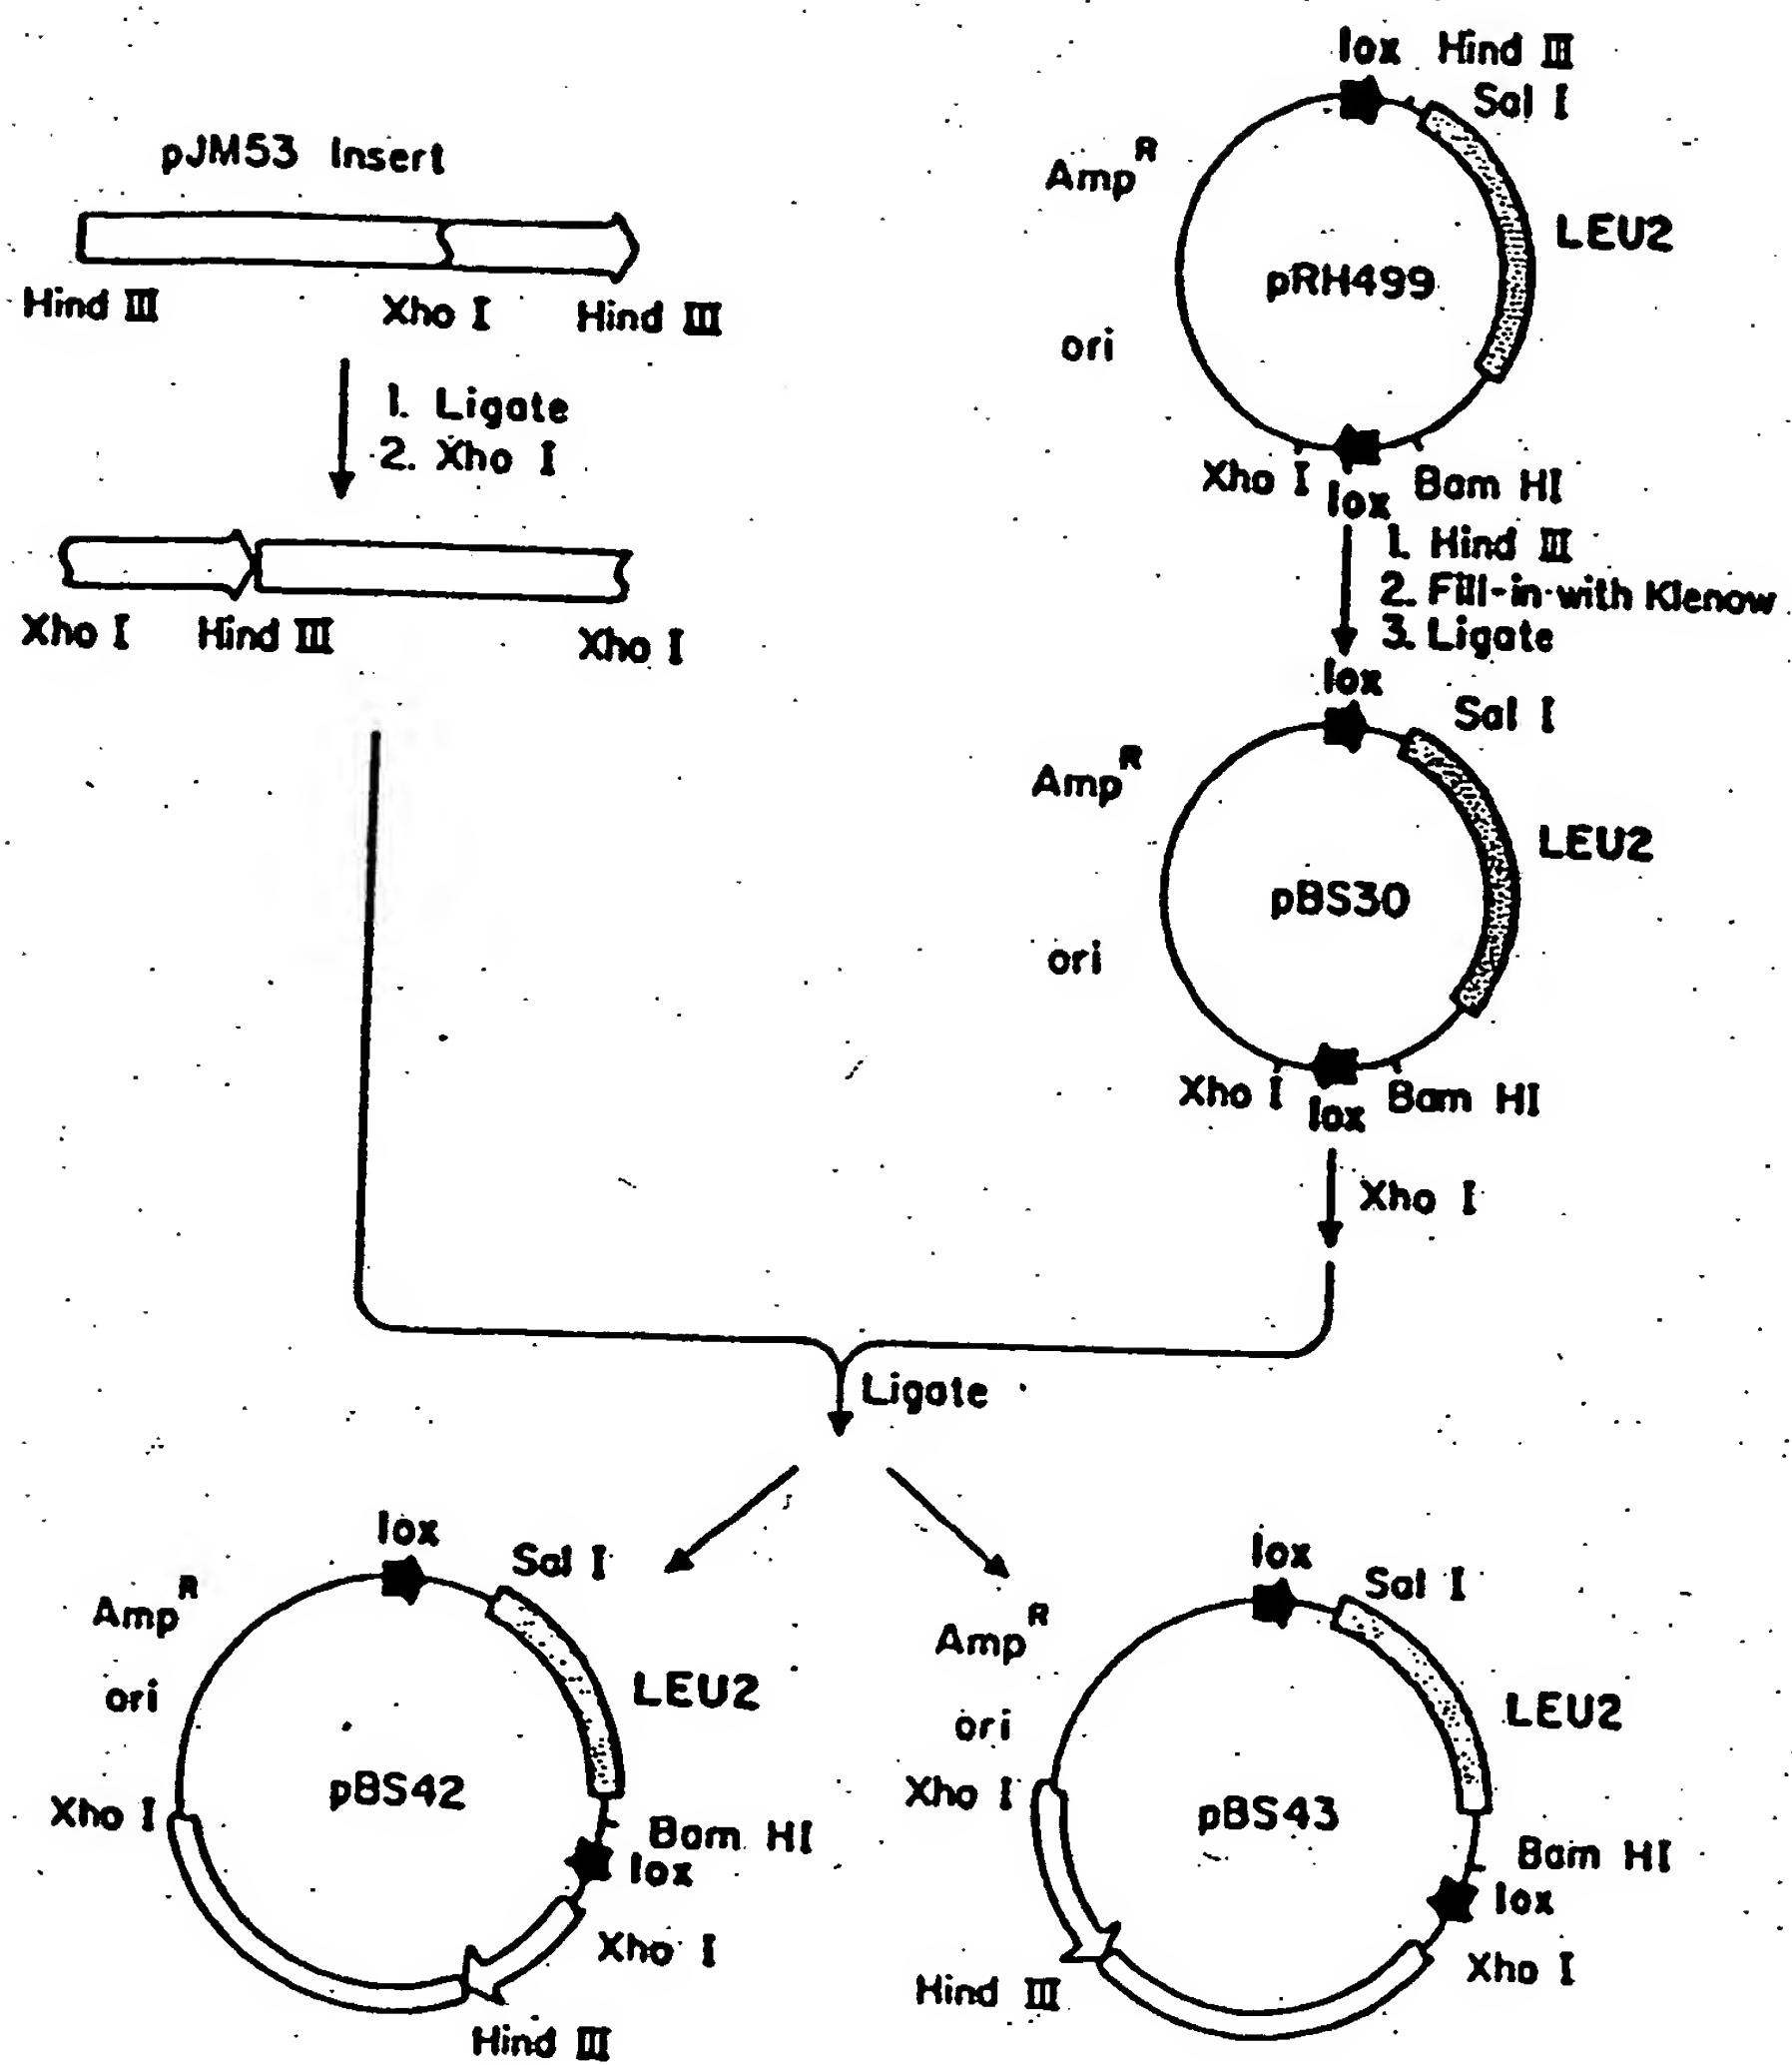 pJM53 Insert
Hind III Xho I Hind III
1. Ligate
2. Xho I
Xho I Hind III Xho I
lox Hind III
Sal I
Amp R
LEU2
pRH499
ori
Xho I lox Bam HI
1. Hind III
2. Fill-in-with Klenow
3. Ligate
lox
Sal I
Amp R
LEU2
pBS30
ori
Xho I lox Bam HI
Xho I
Ligate
lox
Sal I
Amp R
ori
LEU2
pBS42
Xho I
Bam HI
lox
Xho I
Hind III
lox
Sal I
Amp R
ori
LEU2
Xho I
pBS43
Bam HI
lox
Xho I
Hind III